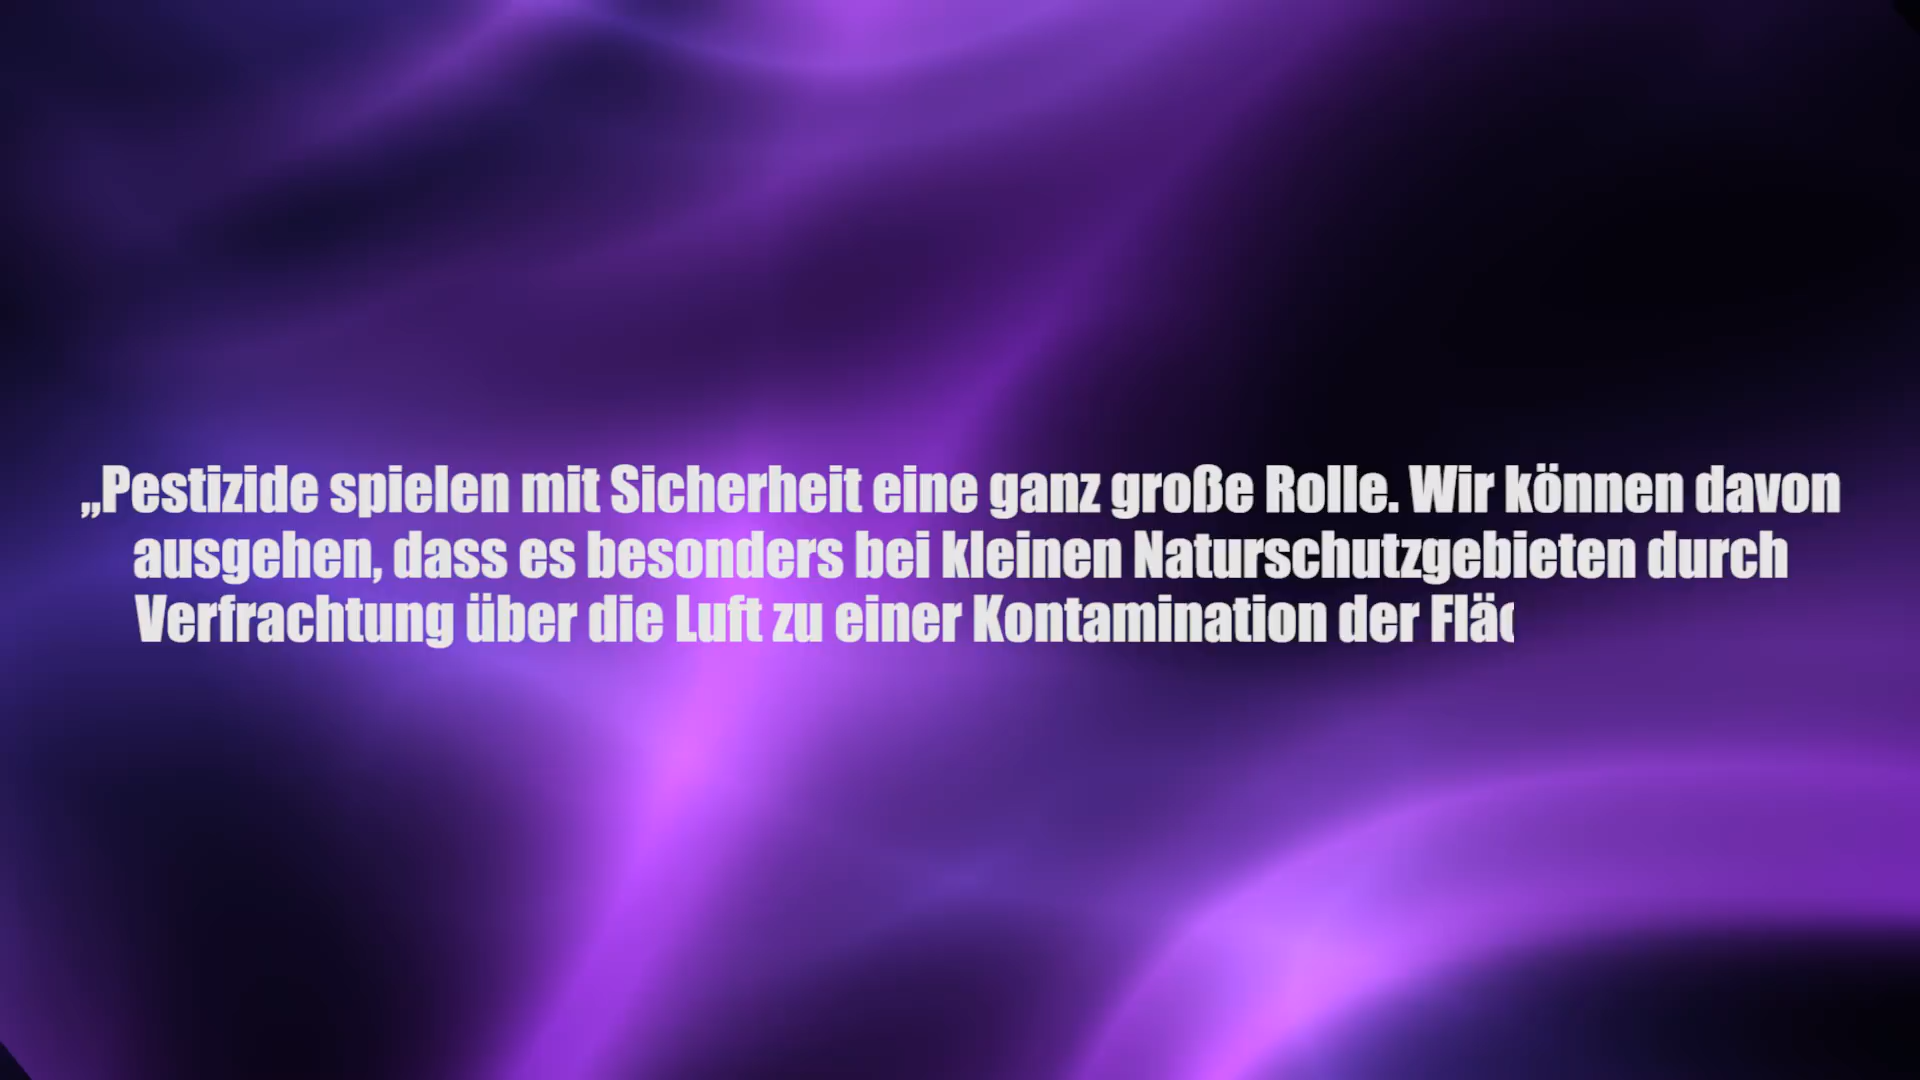 „Pestizide spielen mit Sicherheit eine ganz große Rolle. Wir können davon
ausgehen, dass es besonders bei kleinen Naturschutzgebieten durch
Verfrachtung über die Luft zu einer Kontamination der